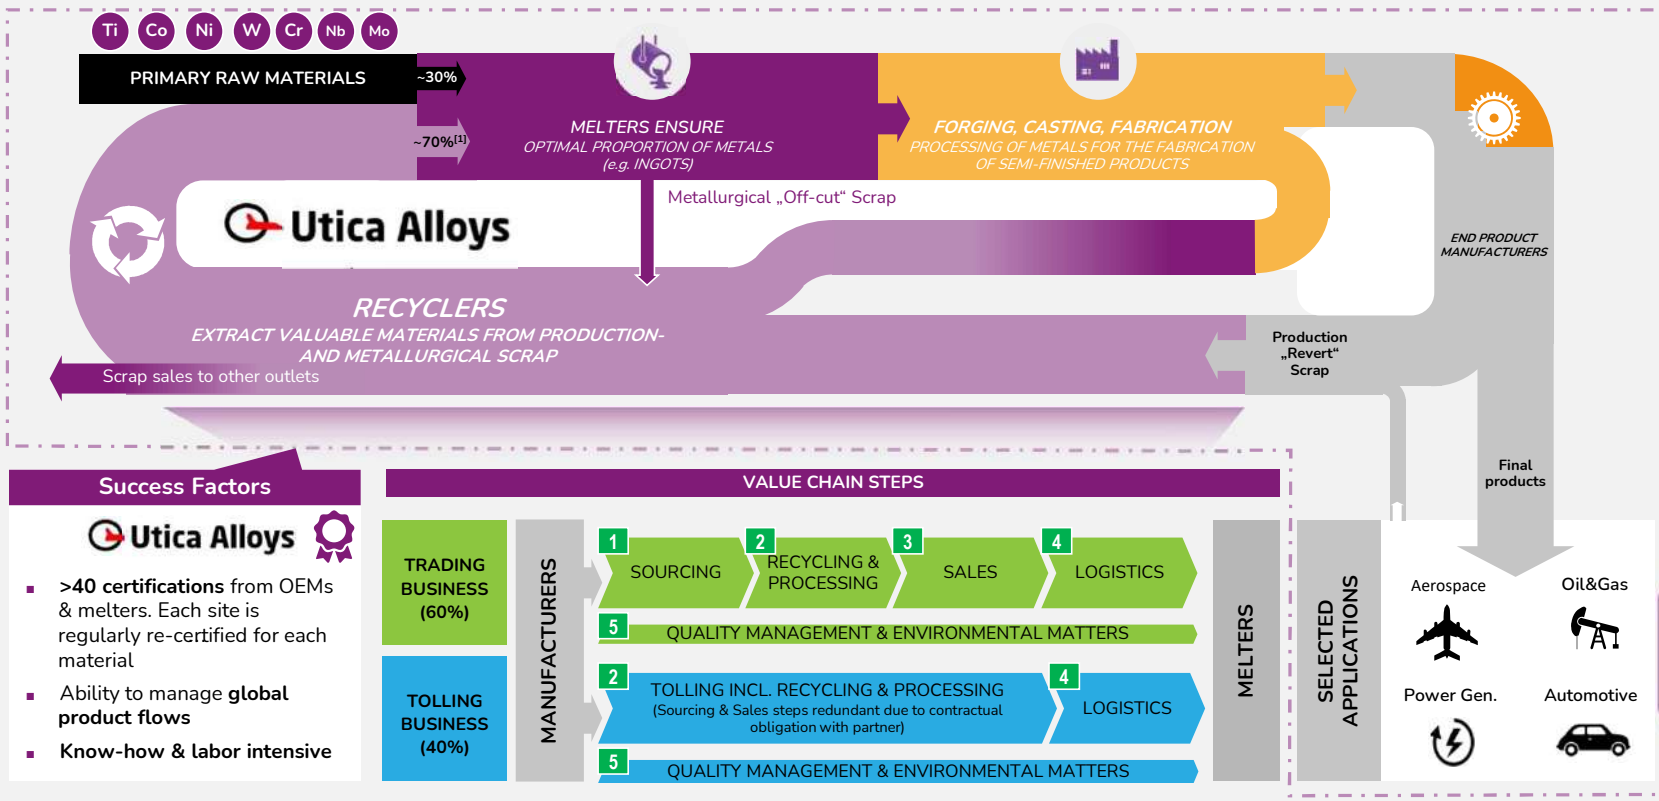 Ti Co Ni W Cr Nb Mo
PRIMARY RAW MATERIALS
~30%
~70%[1]
MELTERS ENSURE
OPTIMAL PROPORTION OF METALS
(e.g. INGOTS)
FORGING, CASTING, FABRICATION
PROCESSING OF METALS FOR THE FABRICATION
OF SEMI-FINISHED PRODUCTS
Metallurgical „Off-cut“ Scrap
Utica Alloys
END PRODUCT
MANUFACTURERS
RECYCLERS
EXTRACT VALUABLE MATERIALS FROM PRODUCTION-
AND METALLURGICAL SCRAP
Production
„Revert“
Scrap
Scrap sales to other outlets
Final
products
Success Factors
Utica Alloys
▪ >40 certifications from OEMs
& melters. Each site is
regularly re-certified for each
material
▪ Ability to manage global
product flows
▪ Know-how & labor intensive
VALUE CHAIN STEPS
TRADING
BUSINESS
(60%)
TOLLING
BUSINESS
(40%)
MANUFACTURERS
1
SOURCING
2
RECYCLING &
PROCESSING
3
SALES
4
LOGISTICS
5
QUALITY MANAGEMENT & ENVIRONMENTAL MATTERS
2
TOLLING INCL. RECYCLING & PROCESSING
(Sourcing & Sales steps redundant due to contractual
obligation with partner)
4
LOGISTICS
5
QUALITY MANAGEMENT & ENVIRONMENTAL MATTERS
MELTERS
SELECTED
APPLICATIONS
Aerospace
Oil&Gas
Power Gen.
Automotive